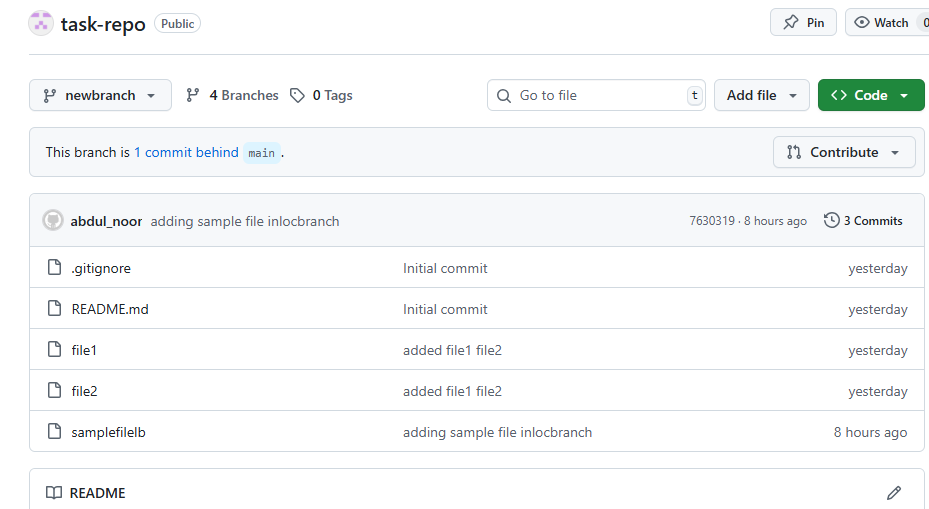 task-repo Public Pin Watch 0
newbranch 4 Branches 0 Tags Go to file t Add file Code
This branch is 1 commit behind main .
Contribute
abdul_noor adding sample file inlocbranch 7630319 · 8 hours ago 3 Commits
.gitignore Initial commit yesterday
README.md Initial commit yesterday
file1 added file1 file2 yesterday
file2 added file1 file2 yesterday
samplefilelb adding sample file inlocbranch 8 hours ago
README